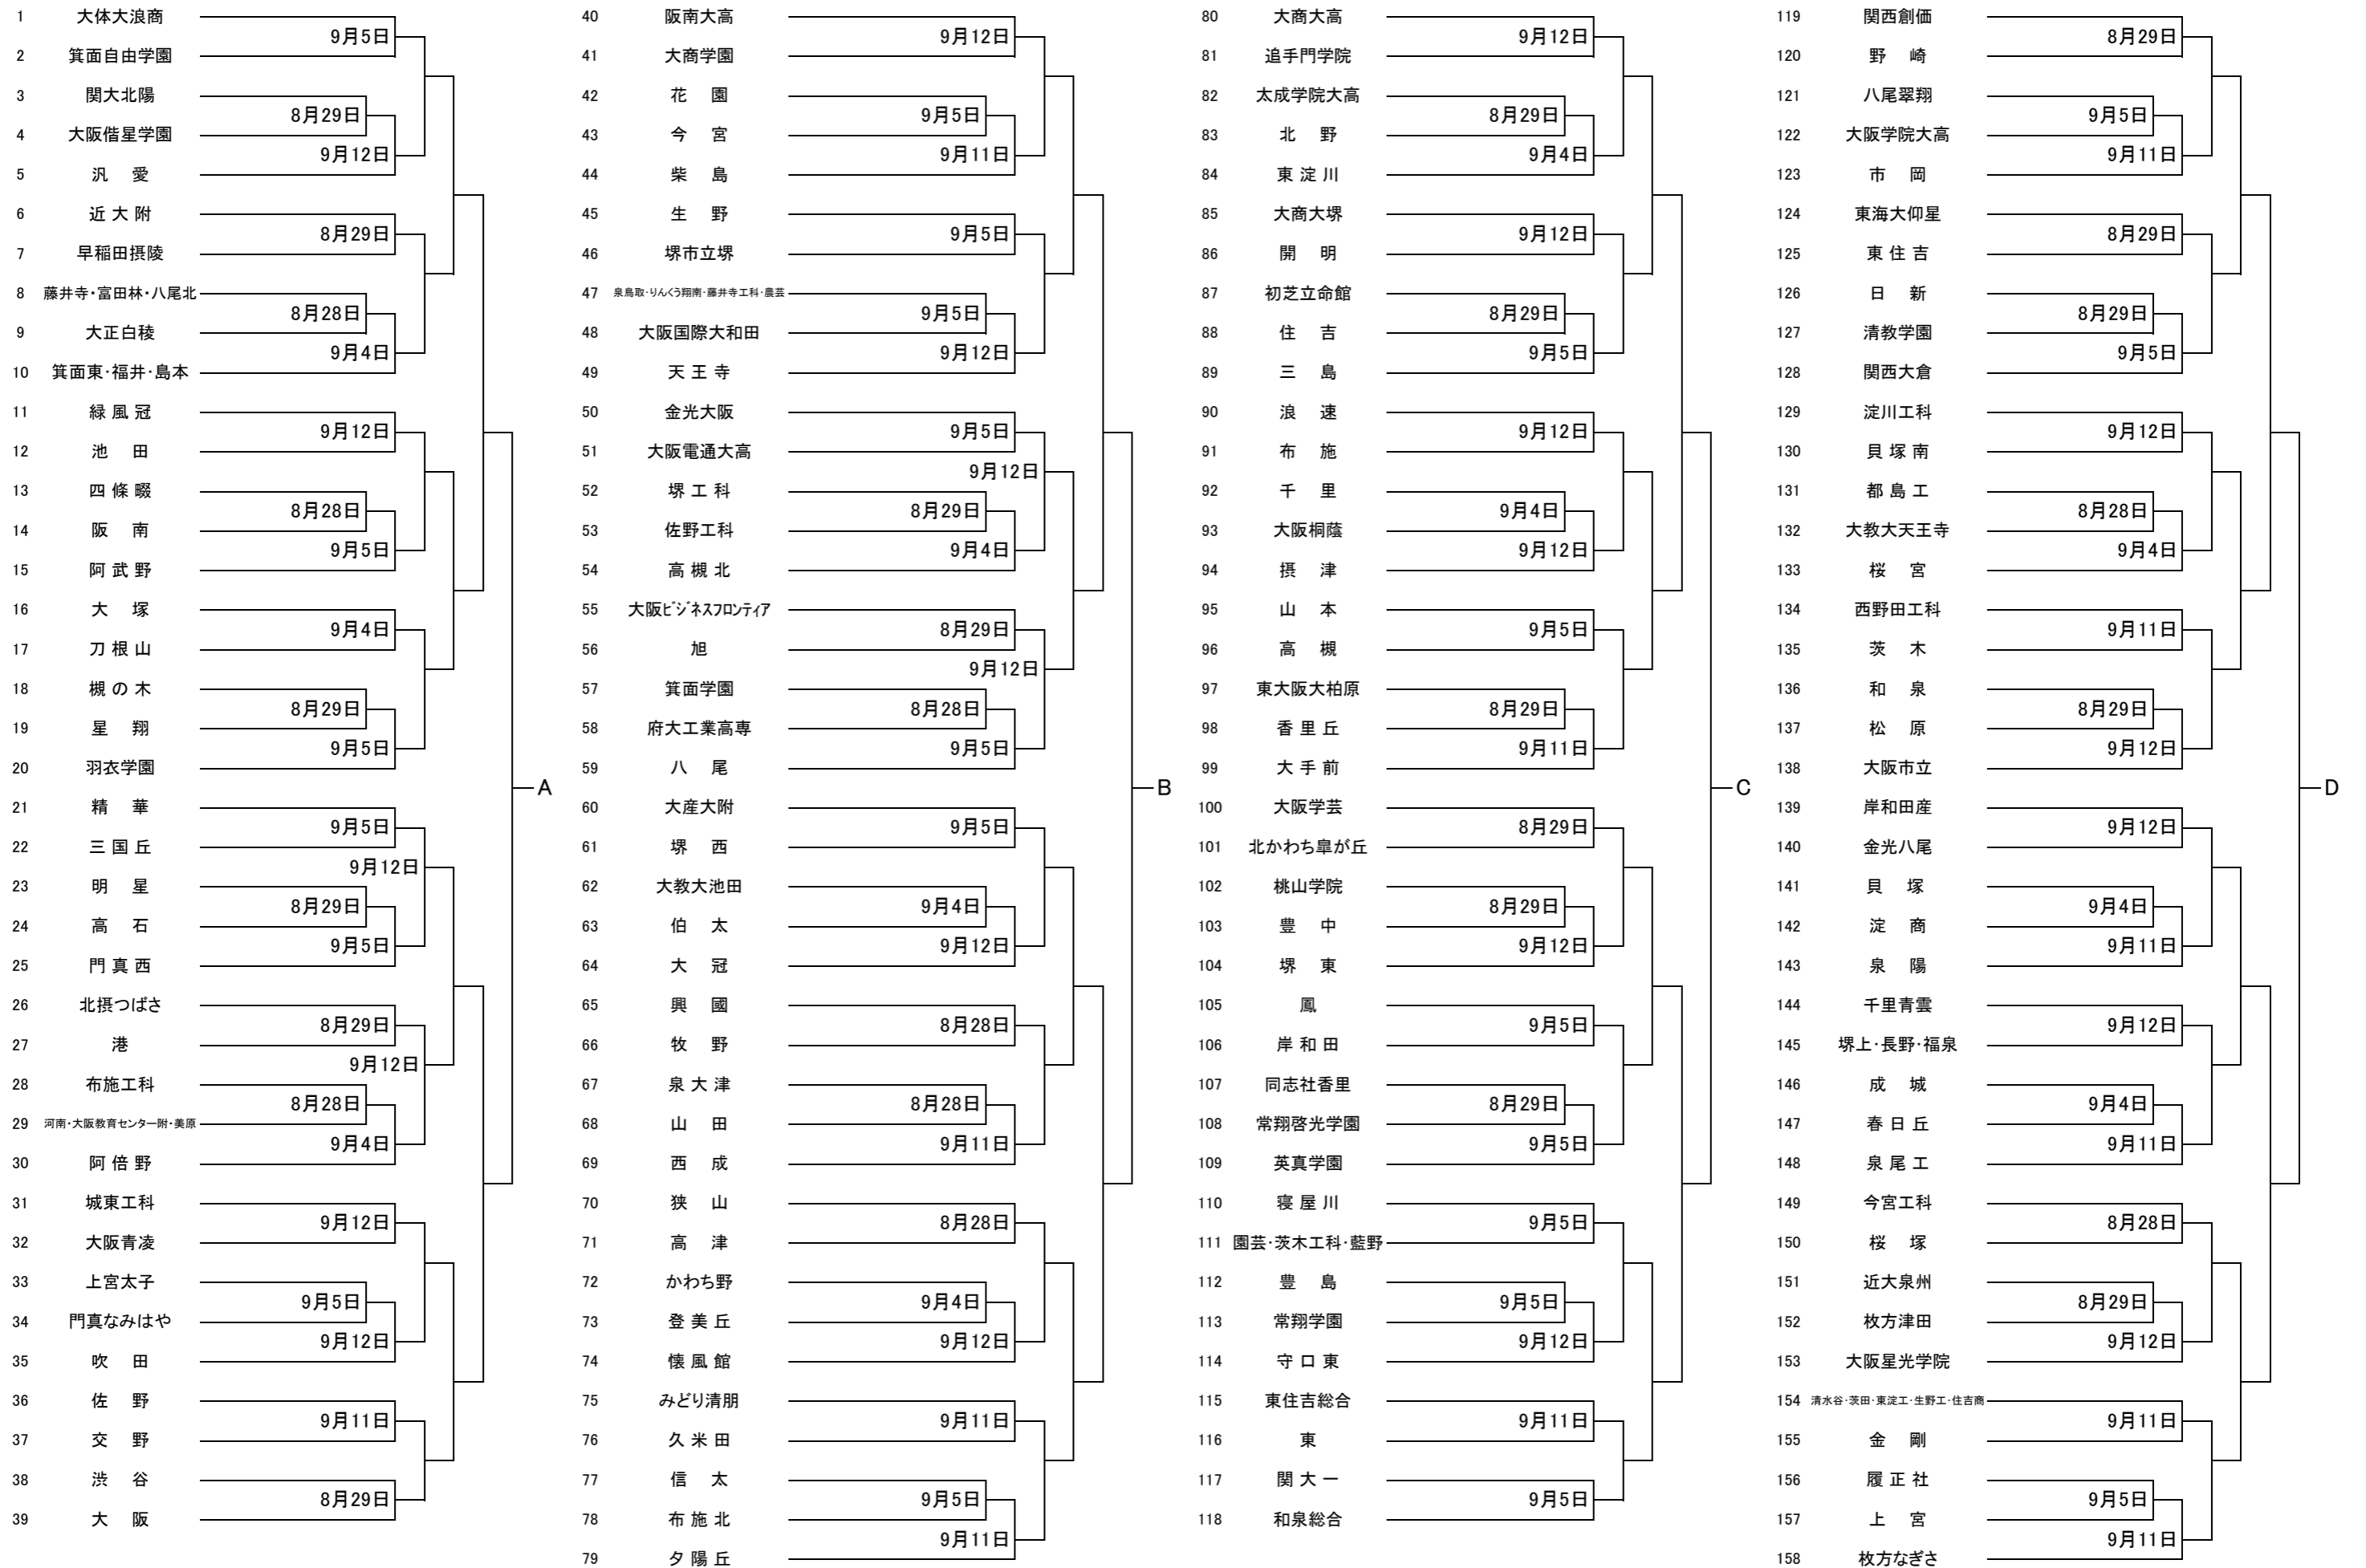 1 大体大浪商
9月5日
2 箕面自由学園
3 関大北陽
8月29日
4 大阪偕星学園
9月12日
5 汎 愛
6 近大附
8月29日
7 早稲田摂陵
8 藤井寺・富田林・八尾北
8月28日
9 大正白稜
9月4日
10 箕面東・福井・島本
11 緑風冠
9月12日
12 池 田
13 四條畷
8月28日
14 阪 南
9月5日
15 阿武野
16 大 塚
9月4日
17 刀根山
18 槻の木
8月29日
19 星 翔
9月5日
20 羽衣学園
A
21 精 華
9月5日
22 三国丘
9月12日
23 明 星
8月29日
24 高 石
9月5日
25 門真西
26 北摂つばさ
8月29日
27 港
9月12日
28 布施工科
8月28日
29 河南・大阪教育センター附・美原
9月4日
30 阿倍野
31 城東工科
9月12日
32 大阪青凌
33 上宮太子
9月5日
34 門真なみはや
9月12日
35 吹 田
36 佐 野
9月11日
37 交 野
38 渋 谷
8月29日
39 大 阪
40 阪南大高
9月12日
41 大商学園
42 花 園
9月5日
43 今 宮
9月11日
44 柴 島
45 生 野
9月5日
46 堺市立堺
47 泉鳥取・りんくう翔南・藤井寺工科・農芸
9月5日
48 大阪国際大和田
9月12日
49 天王寺
50 金光大阪
9月5日
51 大阪電通大高
9月12日
52 堺工科
8月29日
53 佐野工科
9月4日
54 高槻北
55 大阪ビジネスフロンティア
8月29日
56 旭
9月12日
57 箕面学園
8月28日
58 府大工業高専
9月5日
59 八 尾
B
60 大産大附
9月5日
61 堺 西
62 大教大池田
9月4日
63 伯 太
9月12日
64 大 冠
65 興 國
8月28日
66 牧 野
67 泉大津
8月28日
68 山 田
9月11日
69 西 成
70 狭 山
8月28日
71 高 津
72 かわち野
9月4日
73 登美丘
9月12日
74 懐風館
75 みどり清朋
9月11日
76 久米田
77 信 太
9月5日
78 布施北
9月11日
79 夕陽丘
80 大商大高
9月12日
81 追手門学院
82 太成学院大高
8月29日
83 北 野
9月4日
84 東淀川
85 大商大堺
9月12日
86 開 明
87 初芝立命館
8月29日
88 住 吉
9月5日
89 三 島
90 浪 速
9月12日
91 布 施
92 千 里
9月4日
93 大阪桐蔭
9月12日
94 摂 津
95 山 本
9月5日
96 高 槻
97 東大阪大柏原
8月29日
98 香里丘
9月11日
99 大手前
C
100 大阪学芸
8月29日
101 北かわち皐が丘
102 桃山学院
8月29日
103 豊 中
9月12日
104 堺 東
105 鳳
9月5日
106 岸和田
107 同志社香里
8月29日
108 常翔啓光学園
9月5日
109 英真学園
110 寝屋川
9月5日
111 園芸・茨木工科・藍野
112 豊 島
9月5日
113 常翔学園
9月12日
114 守口東
115 東住吉総合
9月11日
116 東
117 関大一
9月5日
118 和泉総合
119 関西創価
8月29日
120 野 崎
121 八尾翠翔
9月5日
122 大阪学院大高
9月11日
123 市 岡
124 東海大仰星
8月29日
125 東住吉
126 日 新
8月29日
127 清教学園
9月5日
128 関西大倉
129 淀川工科
9月12日
130 貝塚南
131 都島工
8月28日
132 大教大天王寺
9月4日
133 桜 宮
134 西野田工科
9月11日
135 茨 木
136 和 泉
8月29日
137 松 原
9月12日
138 大阪市立
D
139 岸和田産
9月12日
140 金光八尾
141 貝 塚
9月4日
142 淀 商
9月11日
143 泉 陽
144 千里青雲
9月12日
145 堺上・長野・福泉
146 成 城
9月4日
147 春日丘
9月11日
148 泉尾工
149 今宮工科
8月28日
150 桜 塚
151 近大泉州
8月29日
152 枚方津田
9月12日
153 大阪星光学院
154 清水谷・茨田・東淀工・生野工・住吉商
9月11日
155 金 剛
156 履正社
9月5日
157 上 宮
9月11日
158 枚方なぎさ